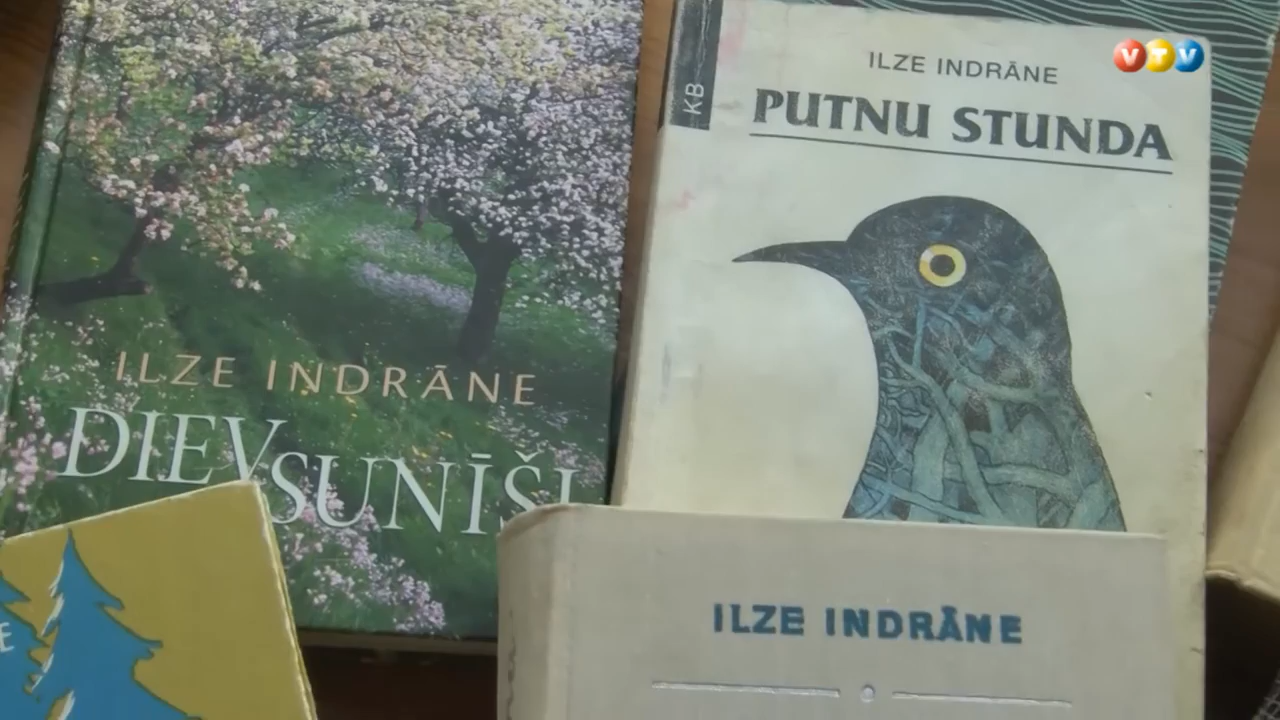 ILZE INDRĀNE
DIEVSUNĪŠI
KB
ILZE INDRĀNE
PUTNU STUNDA
VTV
ILZE INDRĀNE
E